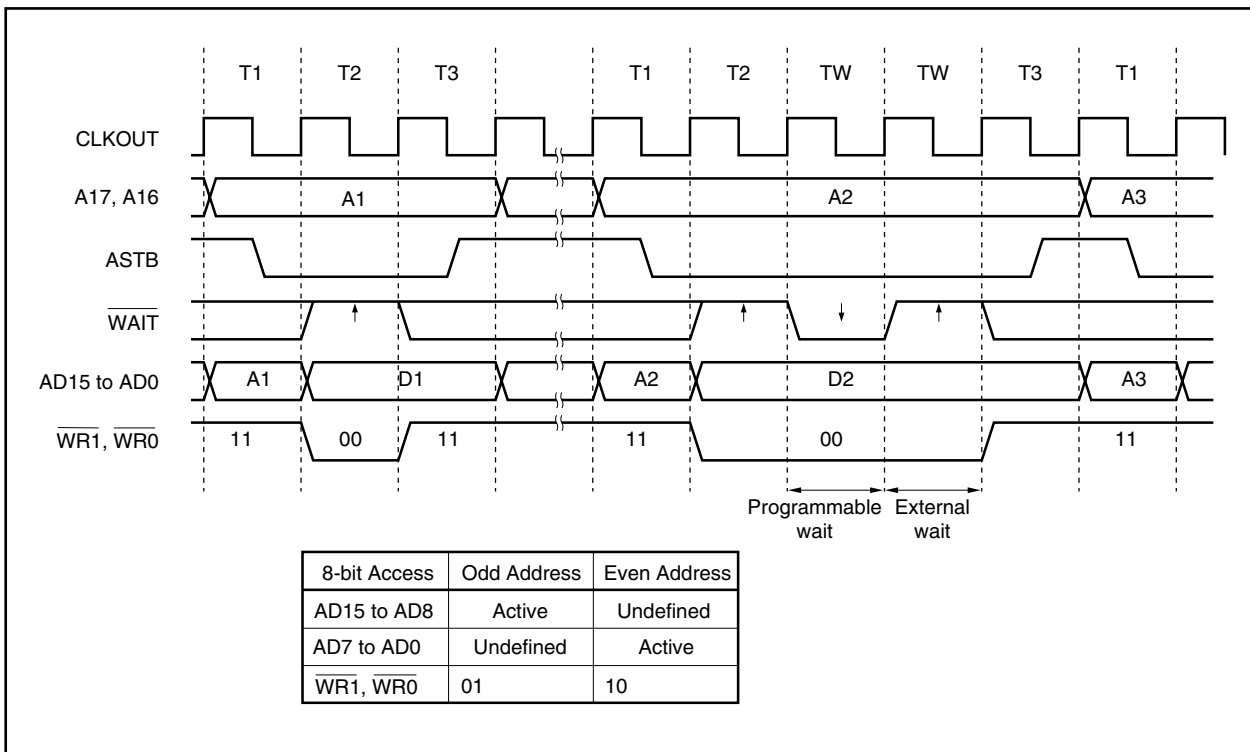 T1 T2 T3 T1 T2 TW TW T3 T1
CLKOUT
A17, A16 A1 A2 A3
ASTB
WAIT
AD15 to AD0 A1 D1 A2 D2 A3
WR1, WR0 11 00 11 11 00 11
Programmable wait
External wait
8-bit Access Odd Address Even Address
AD15 to AD8 Active Undefined
AD7 to AD0 Undefined Active
WR1, WR0 01 10